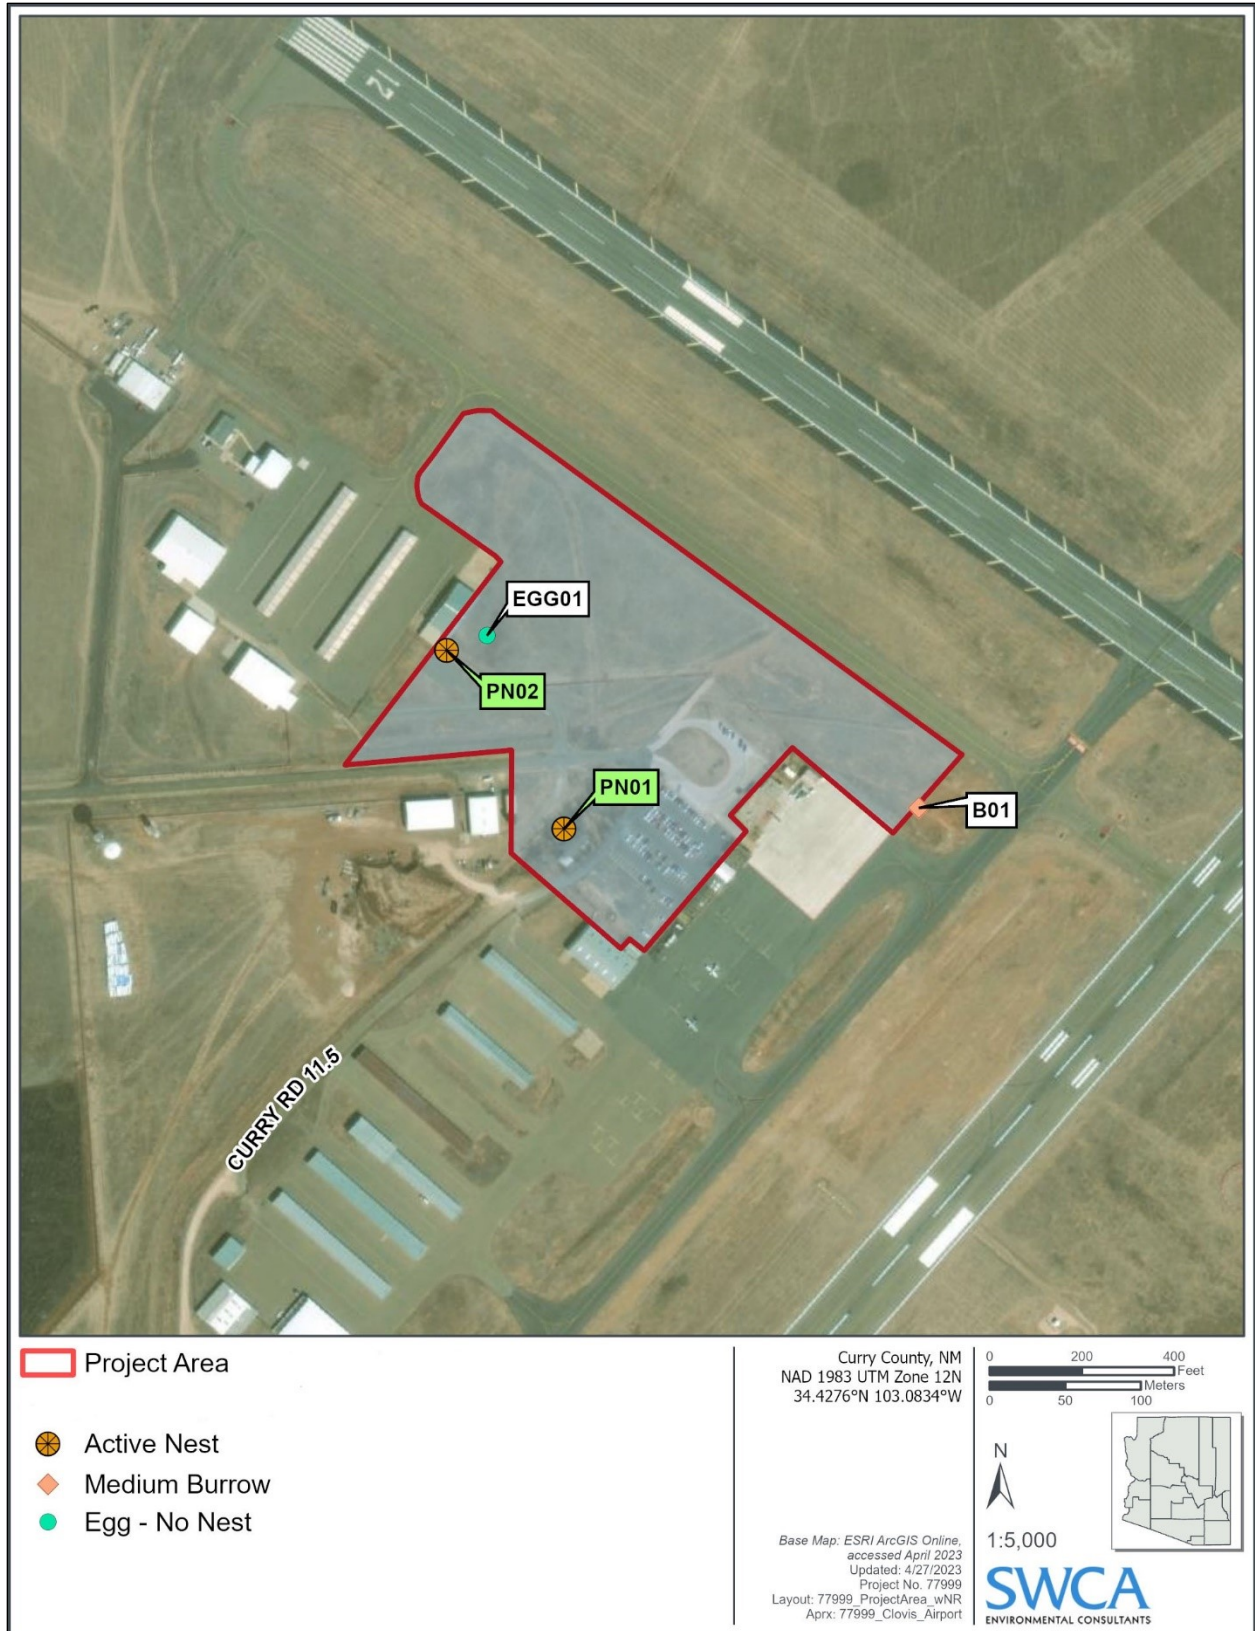 12
EGG01
PN02
PN01
B01
CURRY RD 11.5
Project Area
Active Nest
Medium Burrow
Egg - No Nest
Curry County, NM
NAD 1983 UTM Zone 12N
34.4276°N 103.0834°W
Base Map: ESRI ArcGIS Online,
accessed April 2023
Updated: 4/27/2023
Project No. 77999
Layout: 77999_ProjectArea_wNR
Aprx: 77999_Clovis_Airport
0 200 400
Feet
Meters
0 50 100
N
1:5,000
SWCA
ENVIRONMENTAL CONSULTANTS